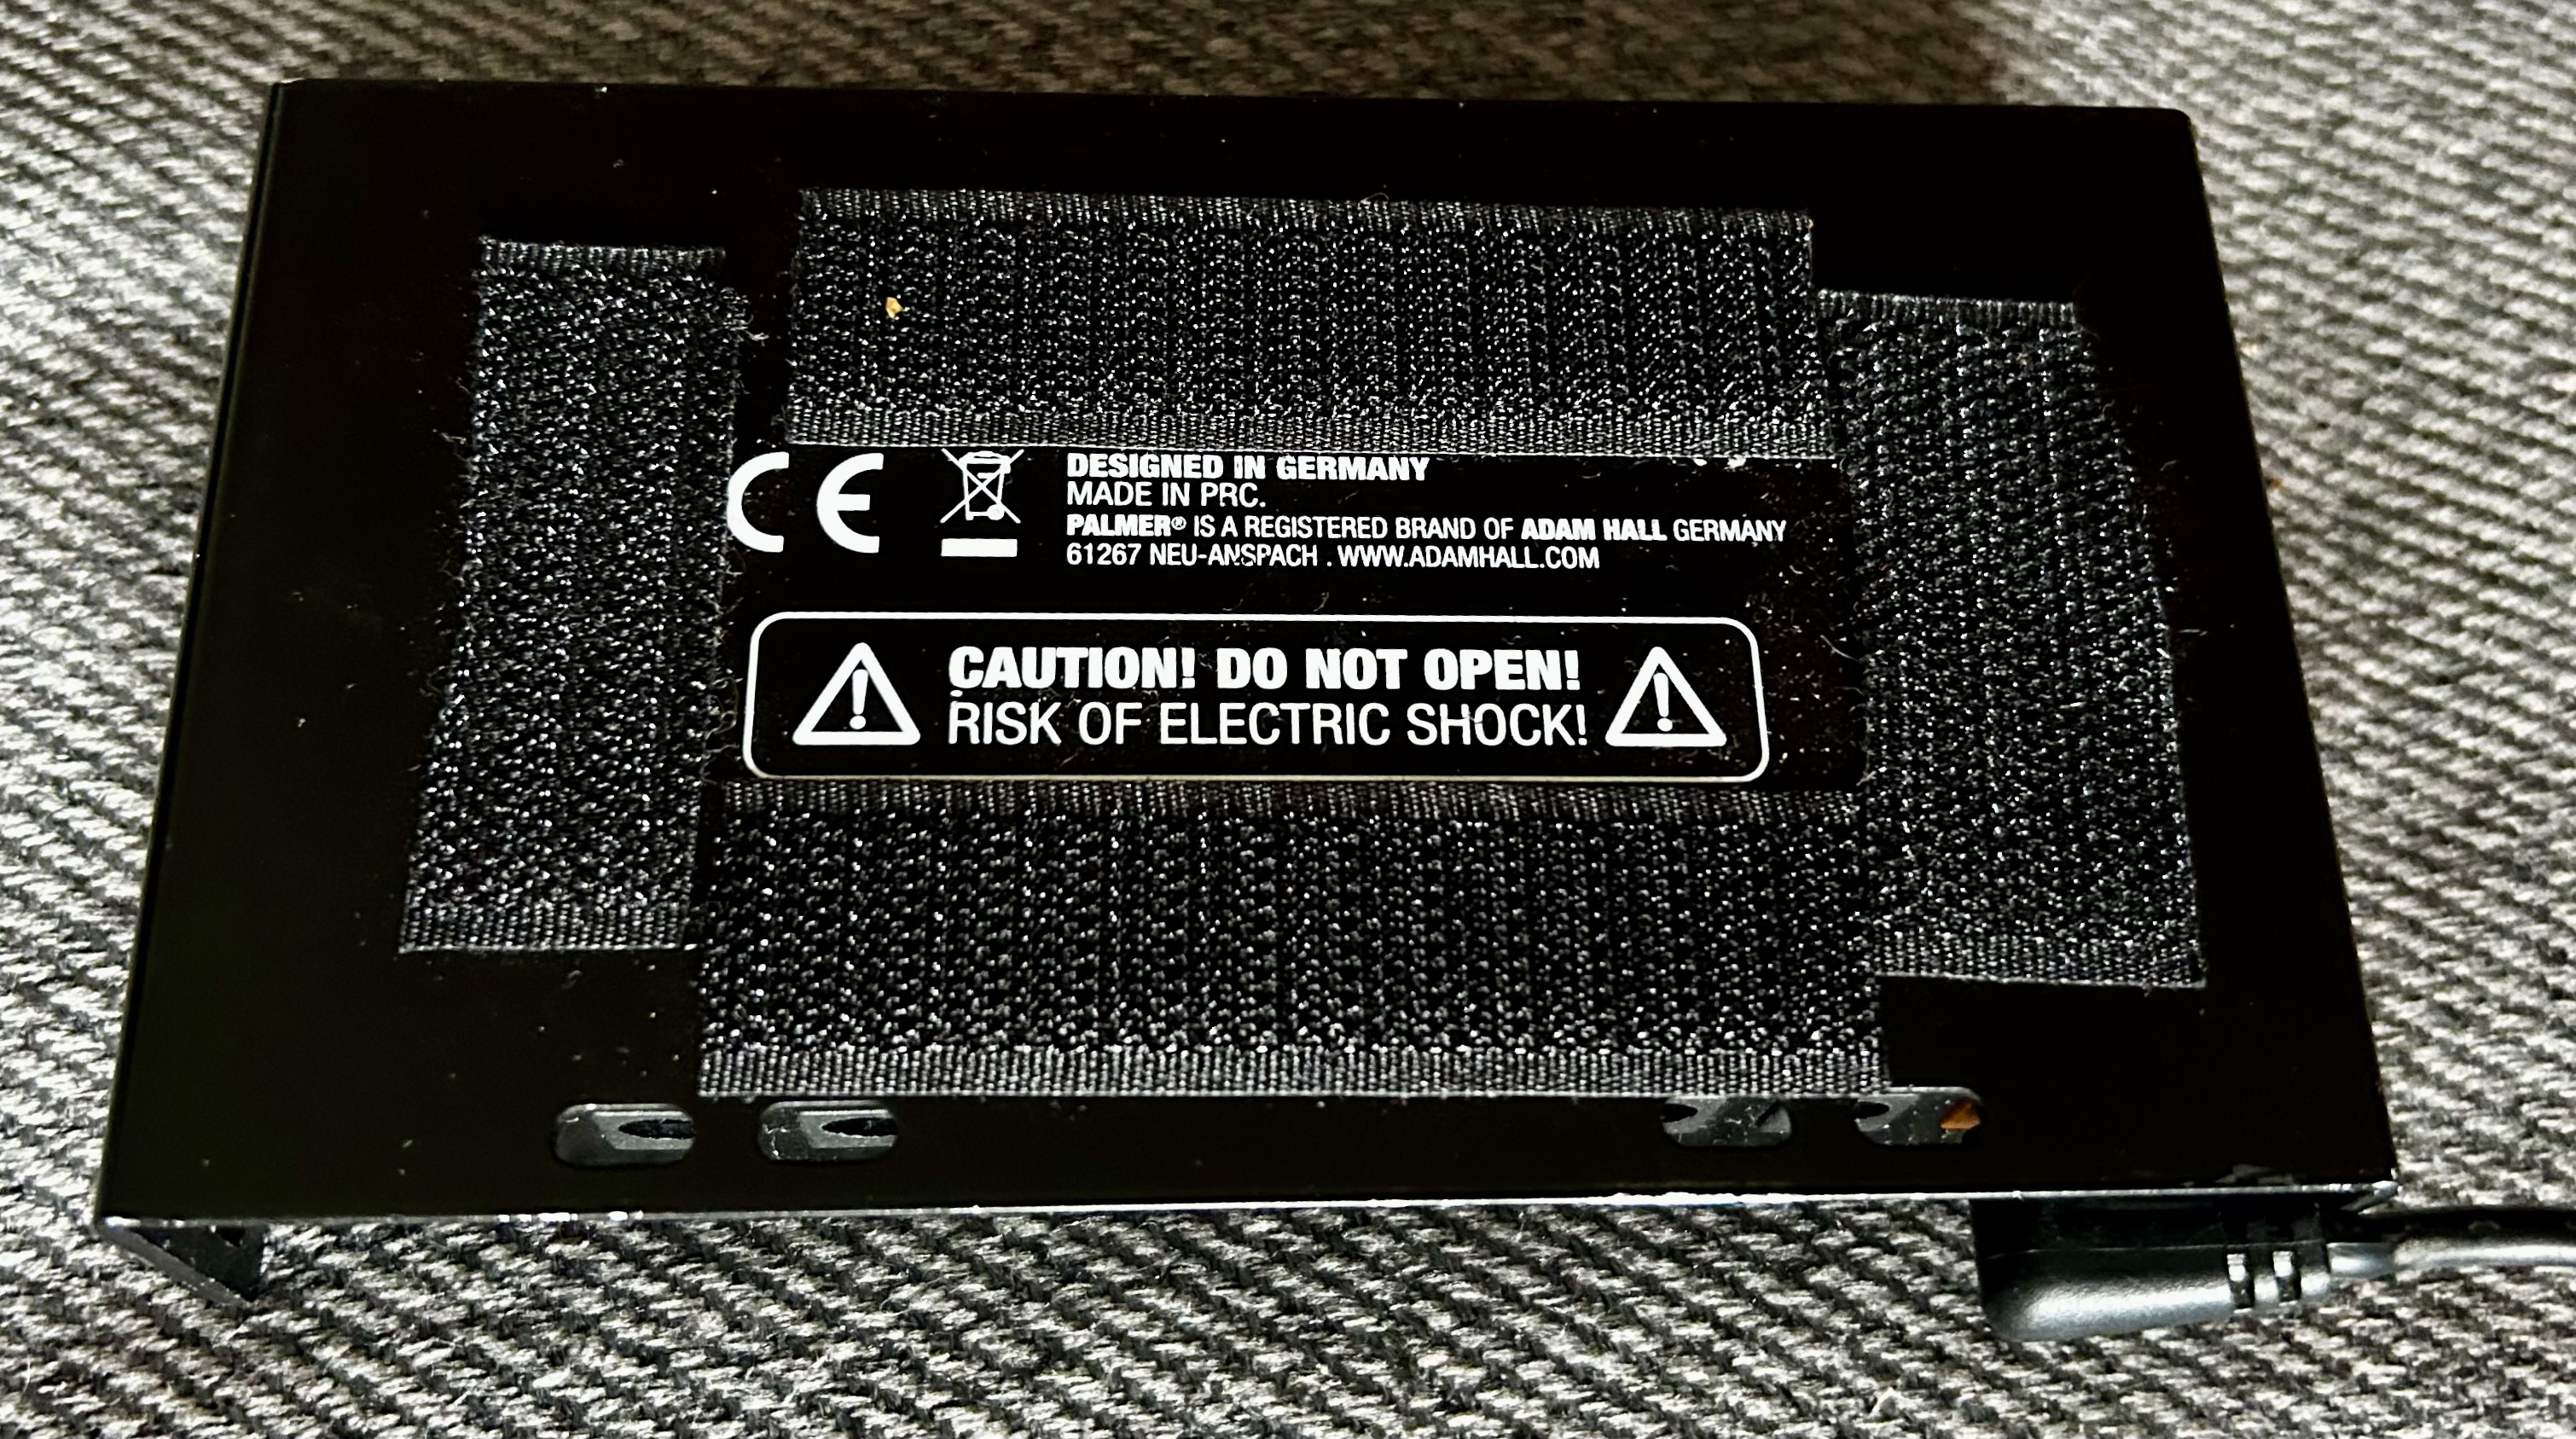 CE
DESIGNED IN GERMANY
MADE IN PRC.
PALMER® IS A REGISTERED BRAND OF ADAM HALL GERMANY
61267 NEU-ANSPACH . WWW.ADAMHALL.COM
CAUTION! DO NOT OPEN!
RISK OF ELECTRIC SHOCK!